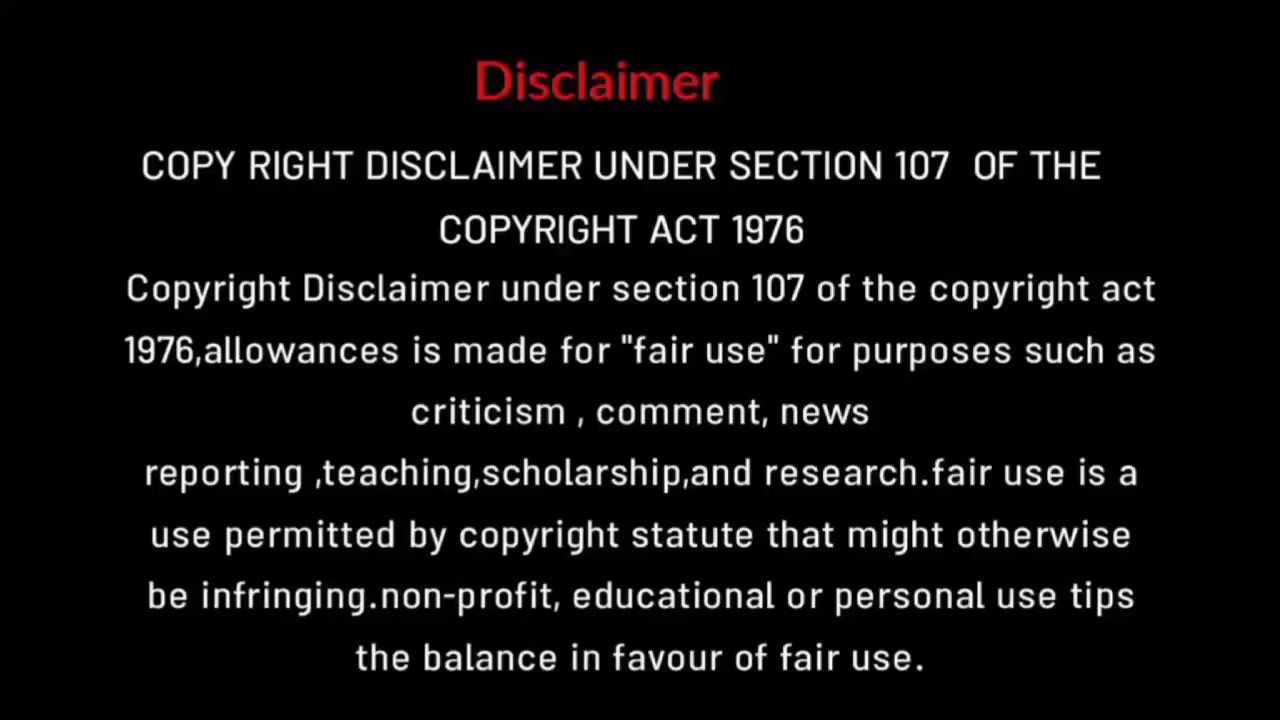 Disclaimer
COPY RIGHT DISCLAIMER UNDER SECTION 107 OF THE
COPYRIGHT ACT 1976
Copyright Disclaimer under section 107 of the copyright act
1976,allowances is made for "fair use" for purposes such as
criticism , comment, news
reporting ,teaching,scholarship,and research.fair use is a
use permitted by copyright statute that might otherwise
be infringing.non-profit, educational or personal use tips
the balance in favour of fair use.